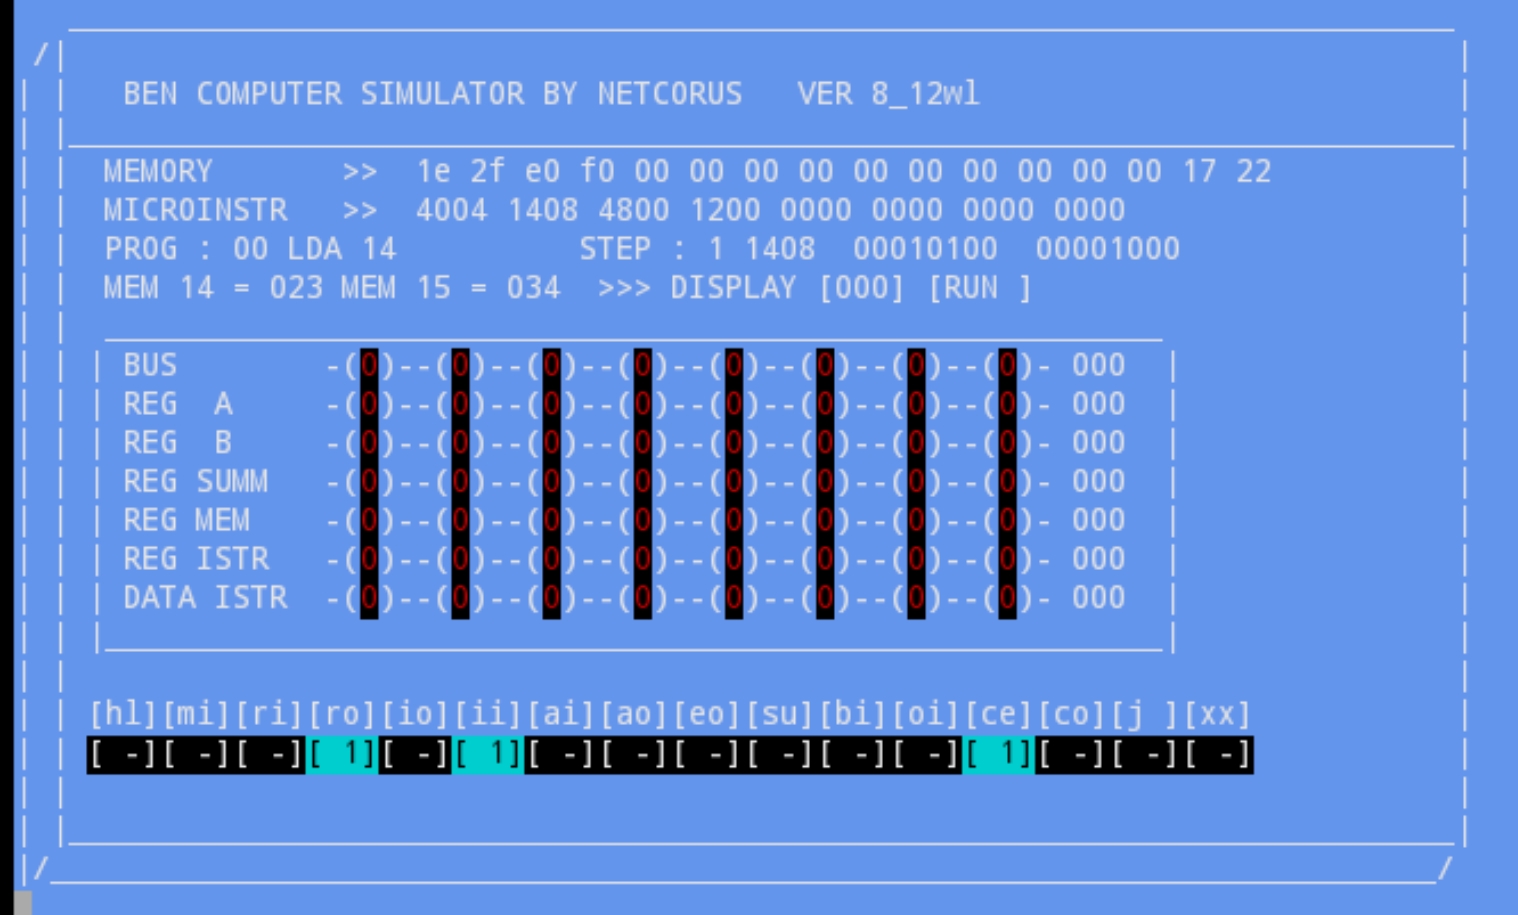 BEN COMPUTER SIMULATOR BY NETCORUS   VER 8_12wl
MEMORY       >>  1e 2f e0 f0 00 00 00 00 00 00 00 00 00 00 17 22
MICROINSTR   >>  4004 1408 4800 1200 0000 0000 0000 0000
PROG : 00 LDA 14          STEP : 1 1408  00010100  00001000
MEM 14 = 023 MEM 15 = 034  >>> DISPLAY [000] [RUN ]
BUS        -(0)--(0)--(0)--(0)--(0)--(0)--(0)--(0)- 000
REG  A     -(0)--(0)--(0)--(0)--(0)--(0)--(0)--(0)- 000
REG  B     -(0)--(0)--(0)--(0)--(0)--(0)--(0)--(0)- 000
REG SUMM   -(0)--(0)--(0)--(0)--(0)--(0)--(0)--(0)- 000
REG MEM    -(0)--(0)--(0)--(0)--(0)--(0)--(0)--(0)- 000
REG ISTR   -(0)--(0)--(0)--(0)--(0)--(0)--(0)--(0)- 000
DATA ISTR  -(0)--(0)--(0)--(0)--(0)--(0)--(0)--(0)- 000
[hl][mi][ri][ro][io][ii][ai][ao][eo][su][bi][oi][ce][co][j ][xx]
[ -][ -][ -][ 1][ -][ 1][ -][ -][ -][ -][ -][ -][ 1][ -][ -][ -]